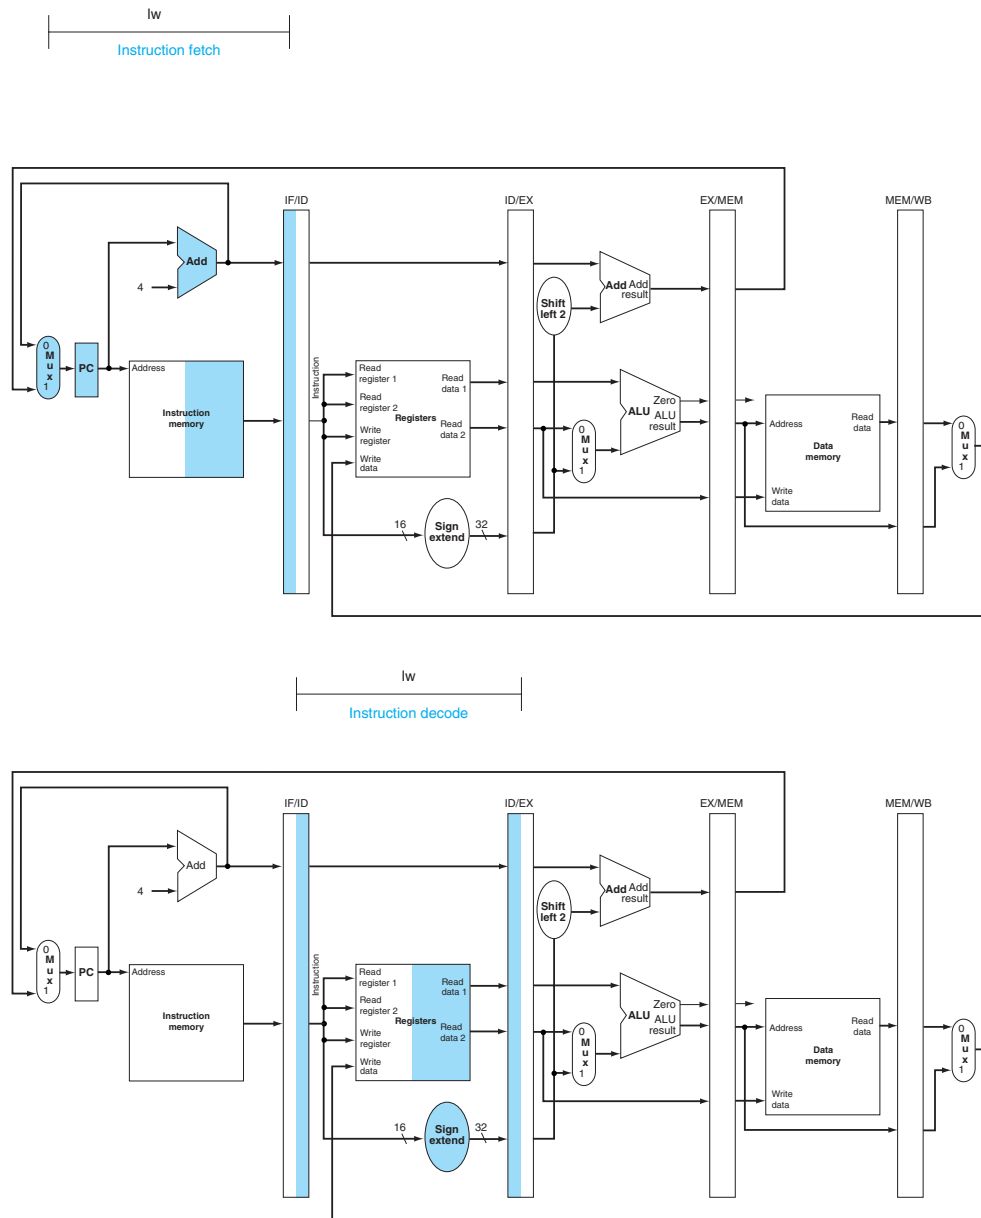 lw
Instruction fetch
IF/ID
ID/EX
EX/MEM
MEM/WB
Add
4
Shift
left 2
Add Add
result
0
M
u
x
1
PC
Address
Instruction
memory
Instruction
Read
register 1
Read
register 2
Write
register
Write
data
Registers
Read
data 1
Read
data 2
0
M
u
x
1
Zero
ALU ALU
result
Address
Read
data
Data
memory
Write
data
0
M
u
x
1
16
Sign
extend
32
lw
Instruction decode
IF/ID
ID/EX
EX/MEM
MEM/WB
Add
4
Shift
left 2
Add Add
result
0
M
u
x
1
PC
Address
Instruction
memory
Instruction
Read
register 1
Read
register 2
Write
register
Write
data
Registers
Read
data 1
Read
data 2
0
M
u
x
1
Zero
ALU ALU
result
Address
Read
data
Data
memory
Write
data
0
M
u
x
1
16
Sign
extend
32